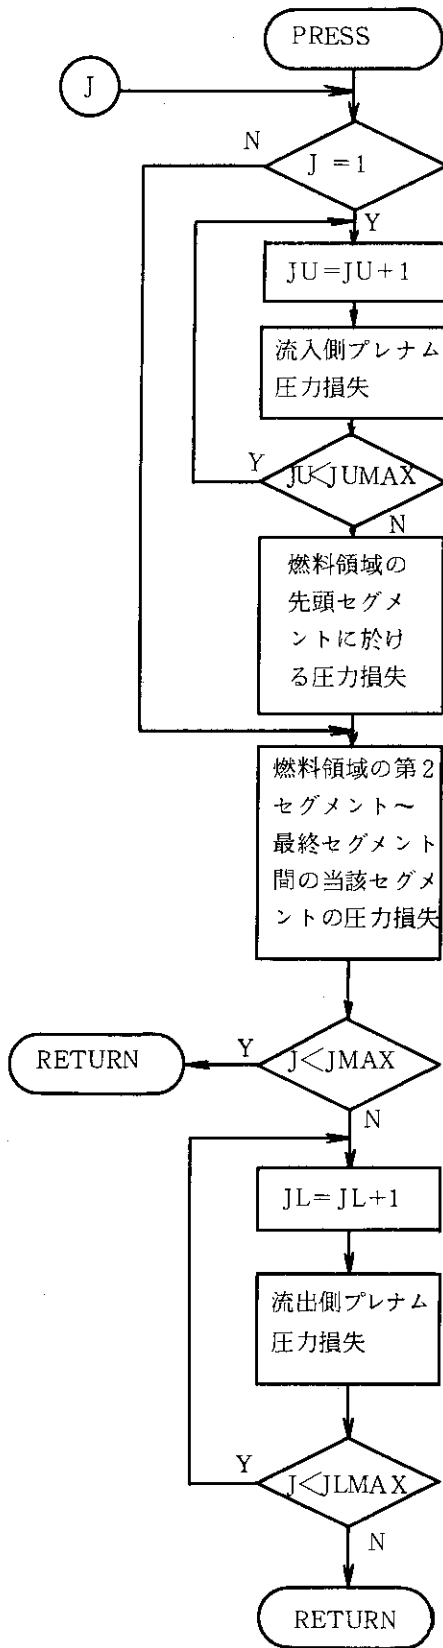 PRESS
J
N
J=1
Y
JU=JU+1
流入側プレナム
圧力損失
Y
JU<JUMAX
N
燃料領域の
先頭セグメ
ントに於け
る圧力損失
燃料領域の第2
セグメント〜
最終セグメント
間の当該セグメ
ントの圧力損失
RETURN
Y
J<JMAX
N
JL=JL+1
流出側プレナム
圧力損失
Y
J<JLMAX
N
RETURN